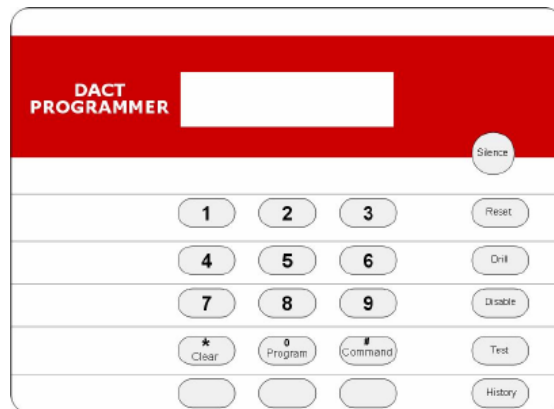 DACT
PROGRAMMER
Silence
1 2 3 Reset
4 5 6 Drill
7 8 9 Disable
* 0 #
Clear Program Command Test
History